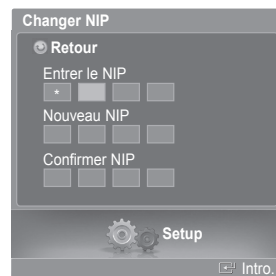 Changer NIP
Retour
Entrer le NIP
*
Nouveau NIP
Confirmer NIP
Setup
Intro.